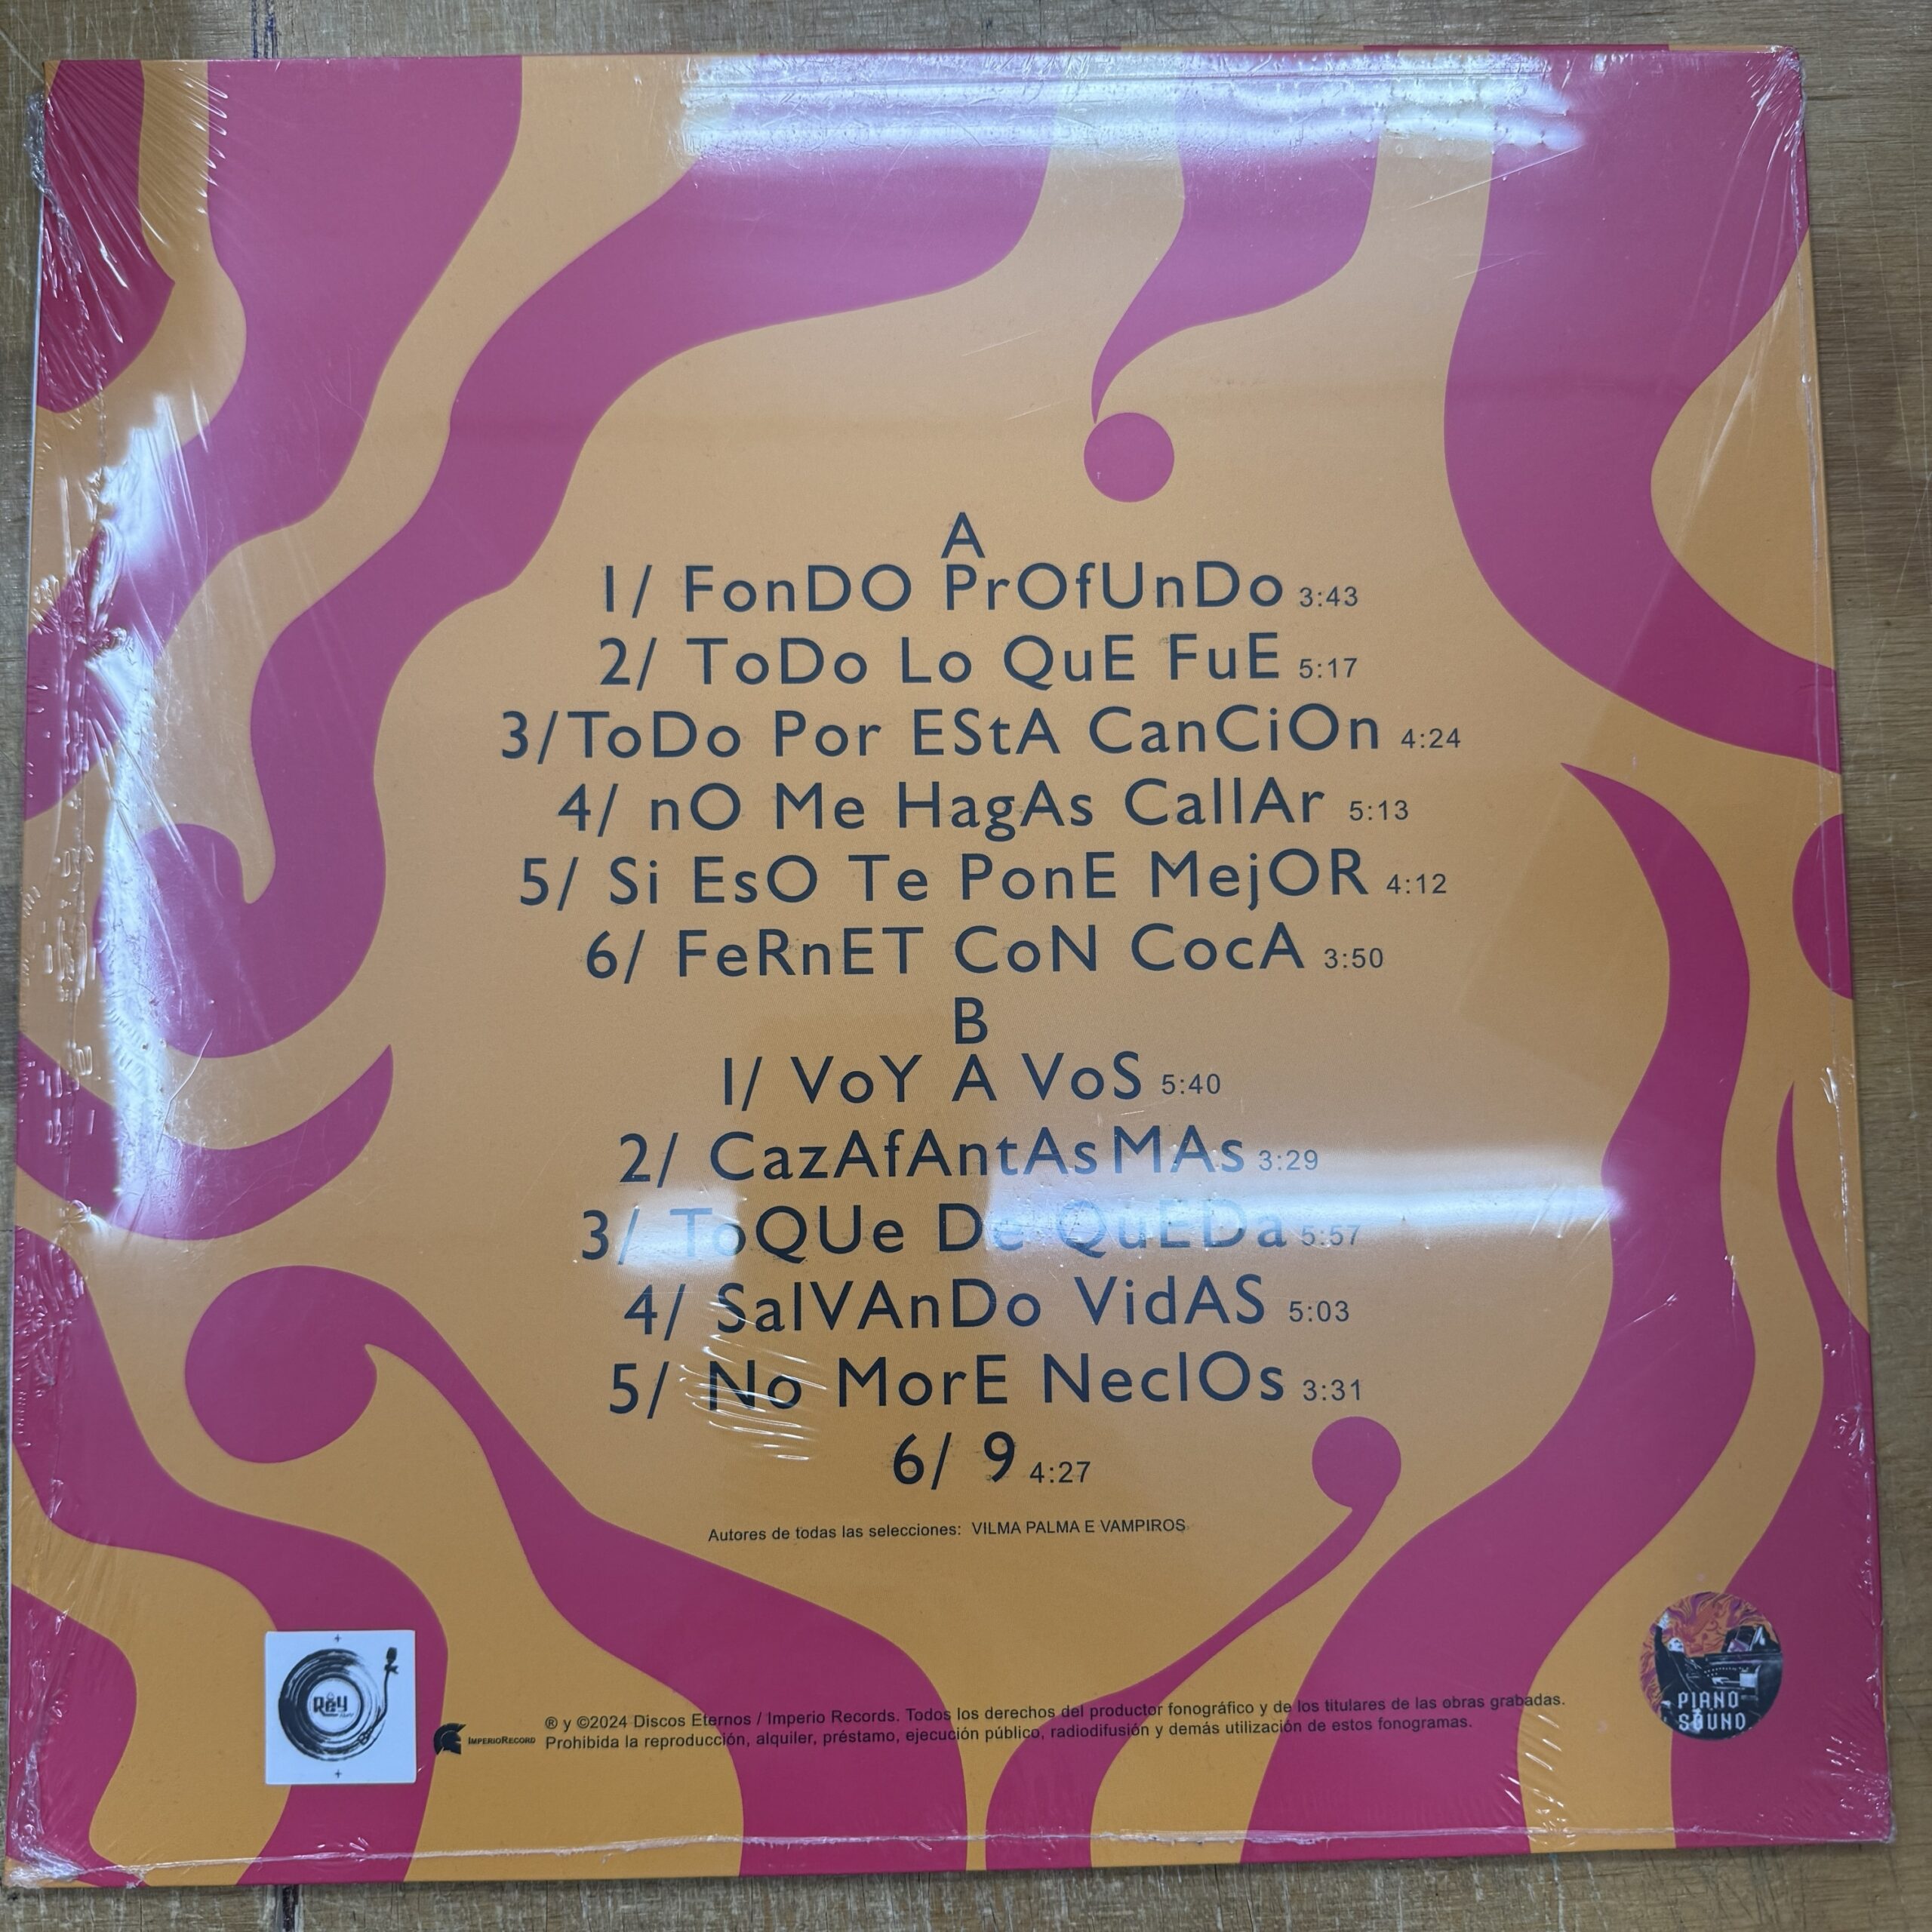 A
1/ FonDO PrOfUnDo 3:43
2/ ToDo Lo QuE FuE 5:17
3/ToDo Por EStA CanCiOn 4:24
4/ nO Me HagAs CallAr 5:13
5/ Si EsO Te PonE MejOR 4:12
6/ FeRnET CoN CocA 3:50
B
1/ VoY A VoS 5:40
2/ CazAfAntAsMAs 3:29
3/ ToQUe De QuEDa 5:57
4/ SalVAnDo VidAS 5:03
5/ No MorE NecIOs 3:31
6/ 9 4:27
Autores de todas las selecciones: VILMA PALMA E VAMPIROS
IMPERIORECORD
℗ y ©2024 Discos Eternos / Imperio Records. Todos los derechos del productor fonográfico y de los titulares de las obras grabadas.
Prohibida la reproducción, alquiler, préstamo, ejecución público, radiodifusión y demás utilización de estos fonogramas.
PIANO
SOUND